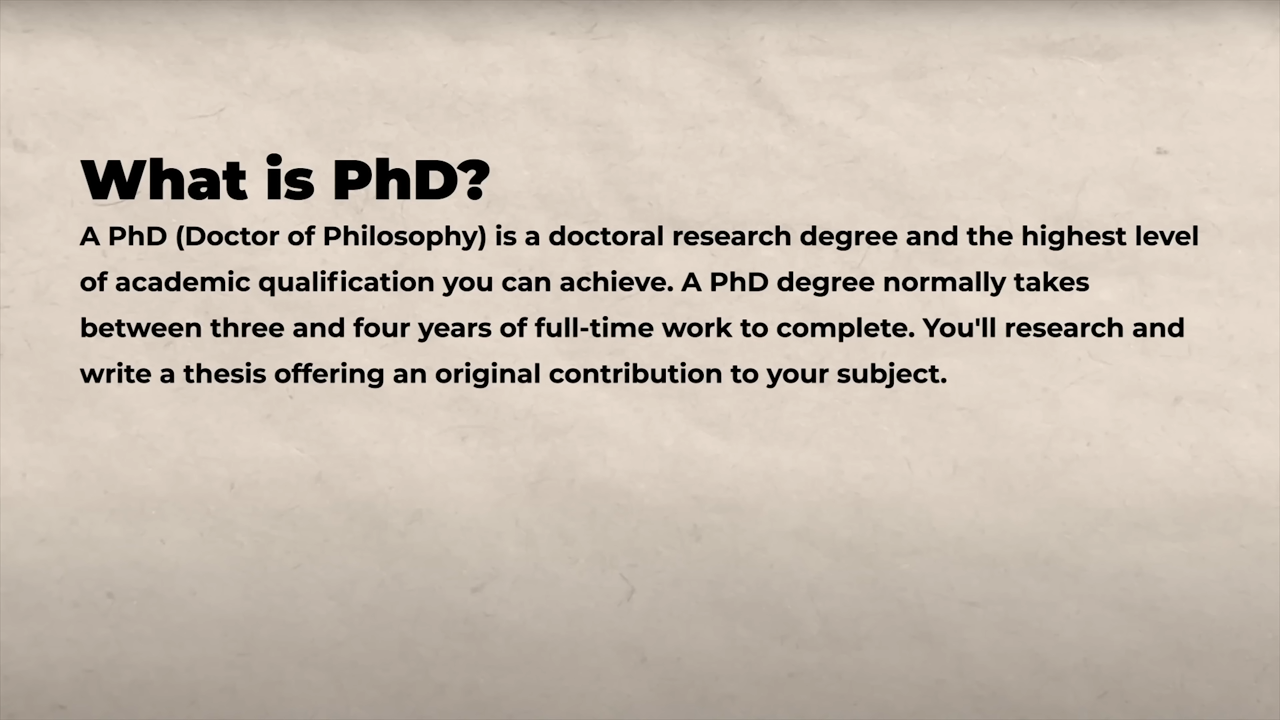 What is PhD?
A PhD (Doctor of Philosophy) is a doctoral research degree and the highest level
of academic qualification you can achieve. A PhD degree normally takes
between three and four years of full-time work to complete. You'll research and
write a thesis offering an original contribution to your subject.